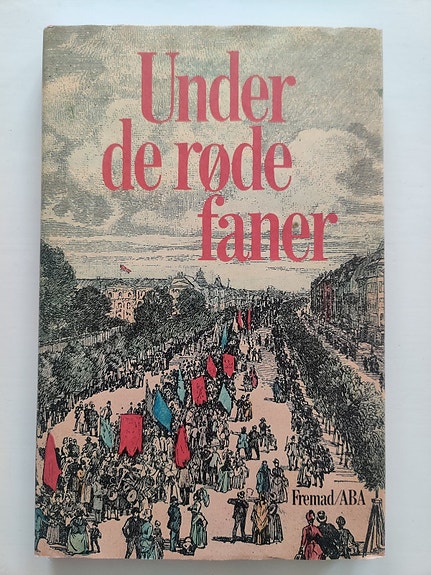 Under
de røde
faner
Fremad/ABA